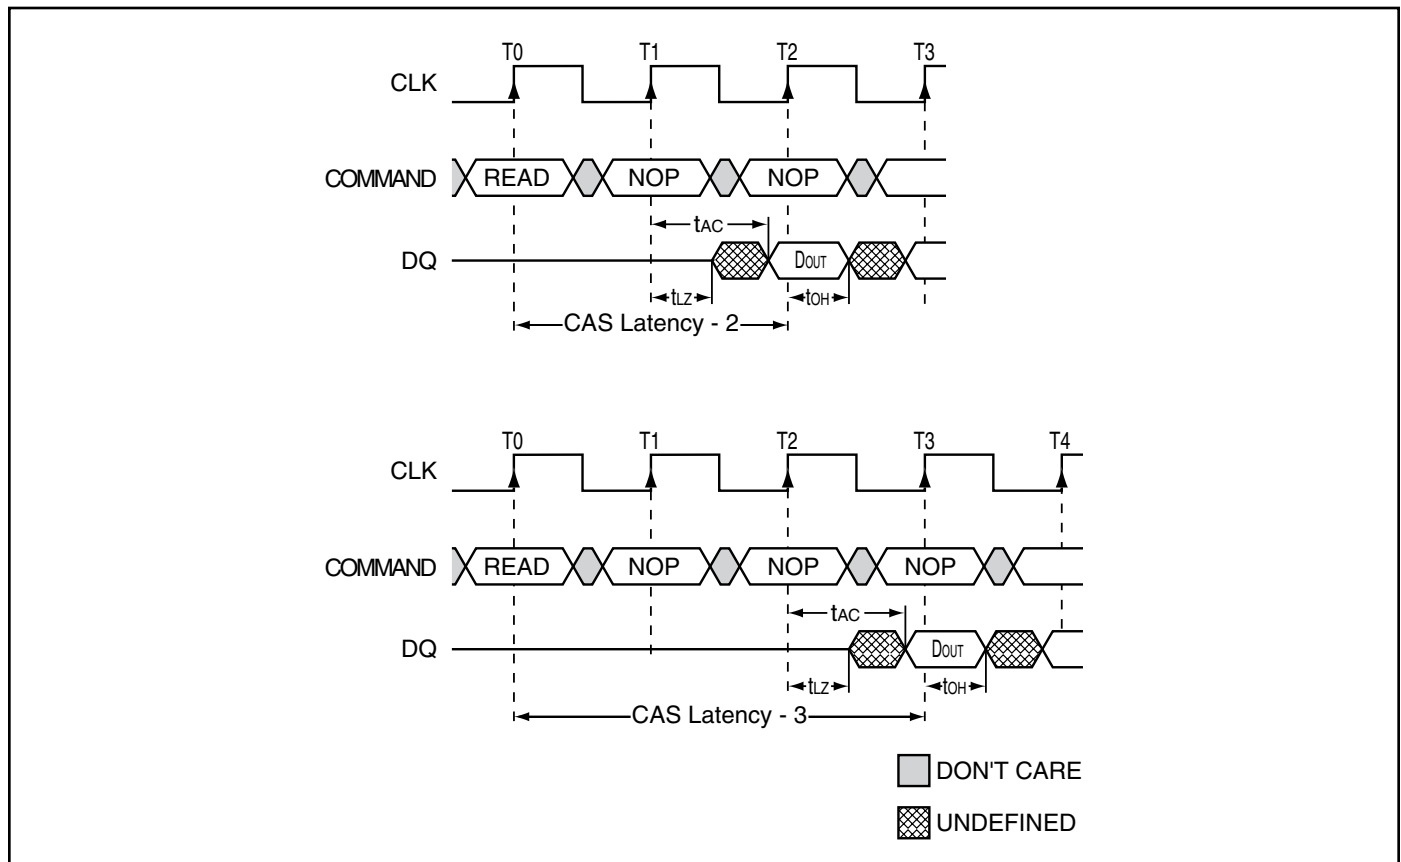 T0 T1 T2 T3
CLK
COMMAND READ NOP NOP
tAC
DQ DOUT
tLZ tOH
CAS Latency - 2
T0 T1 T2 T3 T4
CLK
COMMAND READ NOP NOP NOP
tAC
DQ DOUT
tLZ tOH
CAS Latency - 3
DON'T CARE
UNDEFINED